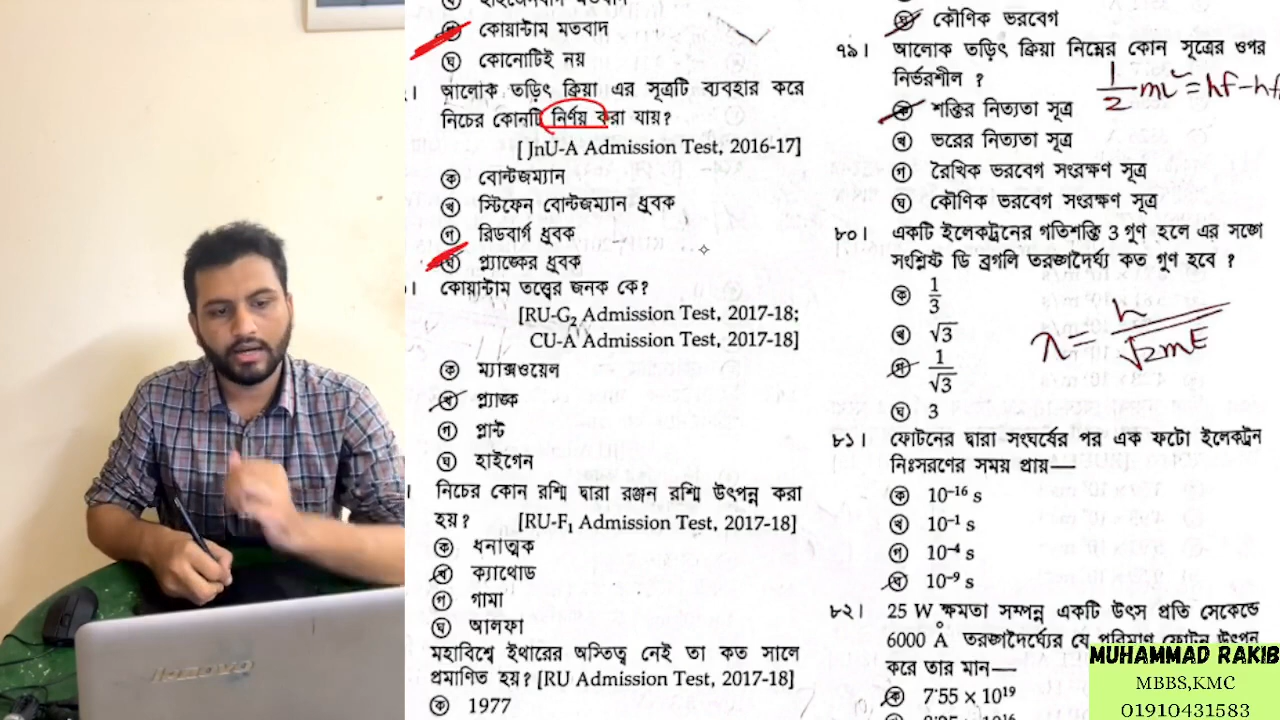 কোয়ান্টাম মতবাদ
ঘ কোনোটিই নয়
আলোক তড়িৎ ক্রিয়া এর সূত্রটি ব্যবহার করে
নিচের কোনটি নির্ণয় করা যায়?
[ JnU-A Admission Test, 2016-17]
ক বোল্টজম্যান
খ স্টিফেন বোল্টজম্যান ধ্রুবক
গ রিডবার্গ ধ্রুবক
ঘ প্ল্যাঙ্কের ধ্রুবক
কোয়ান্টাম তত্ত্বের জনক কে?
[RU-G₂ Admission Test, 2017-18;
CU-A Admission Test, 2017-18]
ক ম্যাক্সওয়েল
খ প্ল্যাঙ্ক
গ প্লান্ট
ঘ হাইগেন
নিচের কোন রশ্মি দ্বারা রঞ্জন রশ্মি উৎপন্ন করা
হয়? [RU-F₁ Admission Test, 2017-18]
ক ধনাত্মক
খ ক্যাথোড
গ গামা
ঘ আলফা
মহাবিশ্বে ইথারের অস্তিত্ব নেই তা কত সালে
প্রমাণিত হয়? [RU Admission Test, 2017-18]
ক 1977
ঘ কৌণিক ভরবেগ
৭৯। আলোক তড়িৎ ক্রিয়া নিম্নের কোন সূত্রের ওপর
নির্ভরশীল ?
ক শক্তির নিত্যতা সূত্র
খ ভরের নিত্যতা সূত্র
গ রৈখিক ভরবেগ সংরক্ষণ সূত্র
ঘ কৌণিক ভরবেগ সংরক্ষণ সূত্র
৮০। একটি ইলেকট্রনের গতিশক্তি 3 গুণ হলে এর সঙ্গে
সংশ্লিষ্ট ডি ব্রগলি তরঙ্গদৈর্ঘ্য কত গুণ হবে ?
ক 1/3
খ √3
গ 1/√3
ঘ 3
λ = h/√2mE
৮১। ফোটনের দ্বারা সংঘর্ষের পর এক ফটো ইলেকট্রন
নিঃসরণের সময় প্রায়—
ক 10⁻¹⁶ s
খ 10⁻¹ s
গ 10⁻⁴ s
ঘ 10⁻⁹ s
৮২। 25 W ক্ষমতা সম্পন্ন একটি উৎস প্রতি সেকেন্ডে
6000 Å তরঙ্গদৈর্ঘ্যের যে পরিমাণ ফোটন উৎপন্ন
করে তার মান—
ক 7.55 × 10¹⁹
MUHAMMAD RAKIB
MBBS,KMC
01910431583